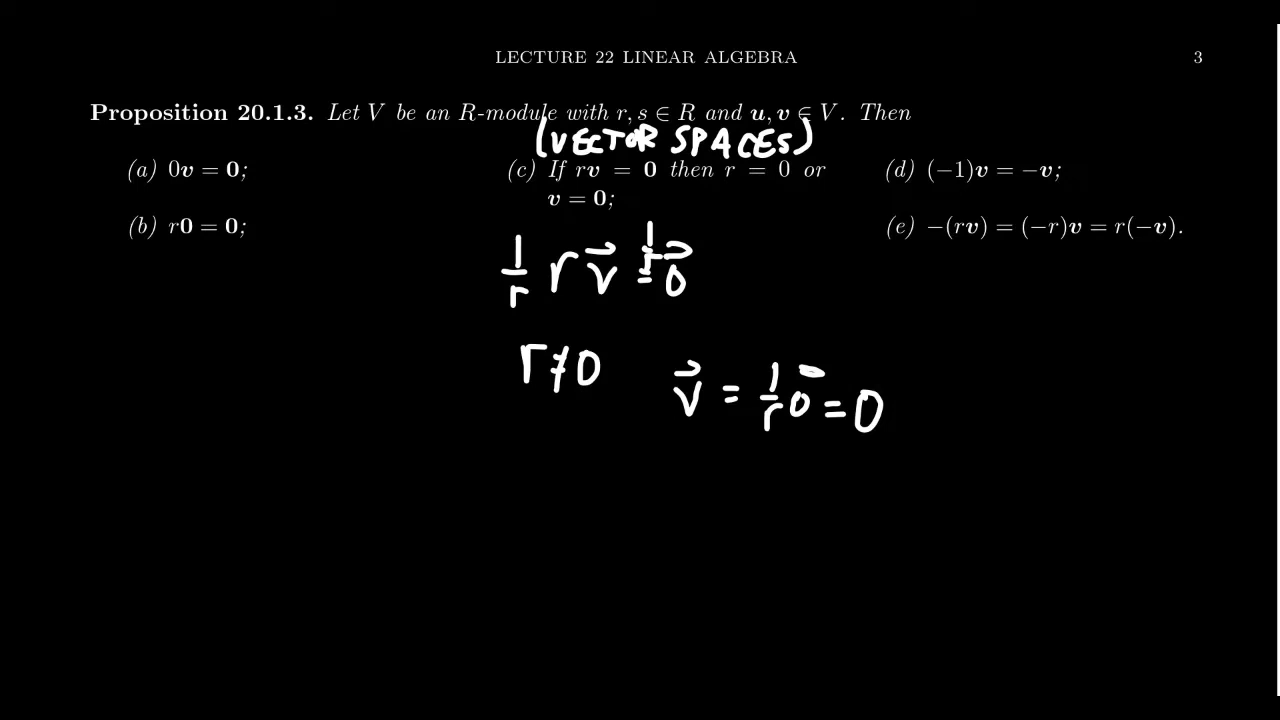 LECTURE 22 LINEAR ALGEBRA 3
Proposition 20.1.3. Let V be an R-module with r, s ∈ R and u, v ∈ V. Then
(VECTOR SPACES)
(a) 0v = 0;
(b) r0 = 0;
(c) If rv = 0 then r = 0 or
v = 0;
(d) (−1)v = −v;
(e) −(rv) = (−r)v = r(−v).
1/r r v⃗ = 1/r 0⃗
r ≠ 0
v⃗ = 1/r 0⃗ = 0